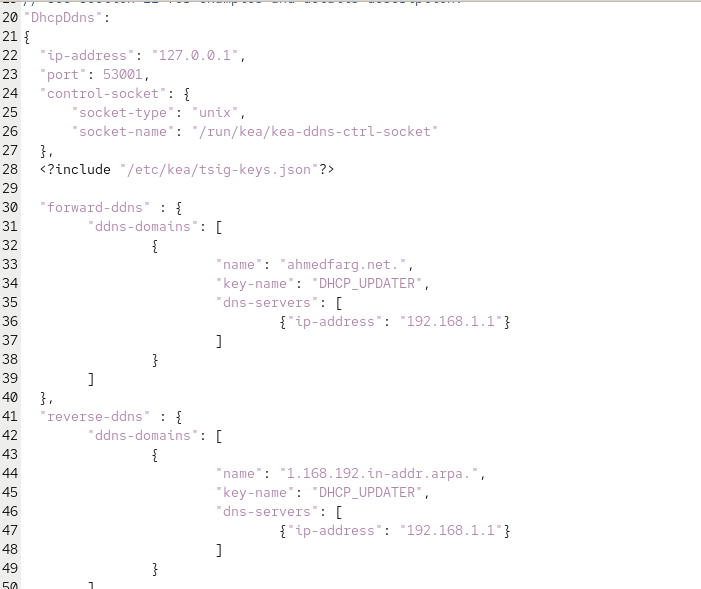 20 "DhcpDdns":
21 {
22   "ip-address": "127.0.0.1",
23   "port": 53001,
24   "control-socket": {
25       "socket-type": "unix",
26       "socket-name": "/run/kea/kea-ddns-ctrl-socket"
27   },
28   <?include "/etc/kea/tsig-keys.json"?>
29
30   "forward-ddns" : {
31         "ddns-domains": [
32                 {
33                         "name": "ahmedfarg.net.",
34                         "key-name": "DHCP_UPDATER",
35                         "dns-servers": [
36                                 {"ip-address": "192.168.1.1"}
37                         ]
38                 }
39         ]
40   },
41   "reverse-ddns" : {
42         "ddns-domains": [
43                 {
44                         "name": "1.168.192.in-addr.arpa.",
45                         "key-name": "DHCP_UPDATER",
46                         "dns-servers": [
47                                 {"ip-address": "192.168.1.1"}
48                         ]
49                 }
50         ]